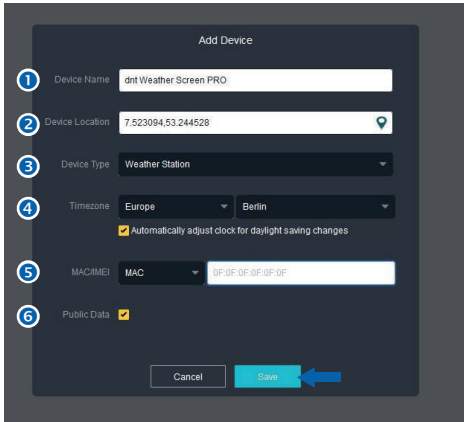 Add Device
1 Device Name dnt Weather Screen PRO
2 Device Location 7.523094,53.244528
3 Device Type Weather Station
4 Timezone Europe Berlin
Automatically adjust clock for daylight saving changes
5 MAC/IMEI MAC 0F:0F:0F:0F:0F:0F
6 Public Data
Cancel Save